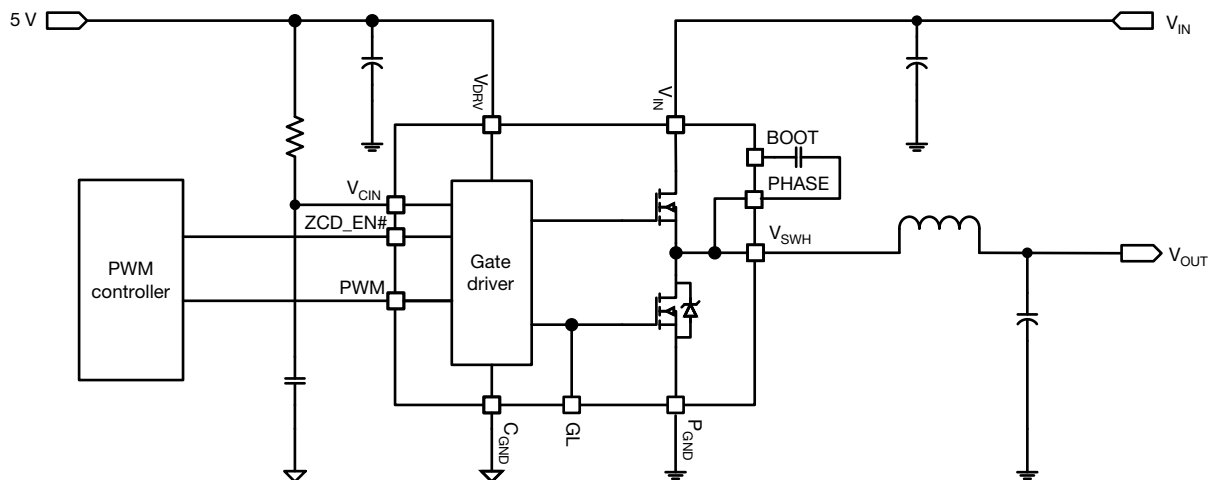 5 V
V_IN
V_DRV
V_IN
BOOT
PHASE
V_CIN
ZCD_EN#
V_SWH
PWM
controller
PWM
Gate
driver
V_OUT
C_GND
GL
P_GND